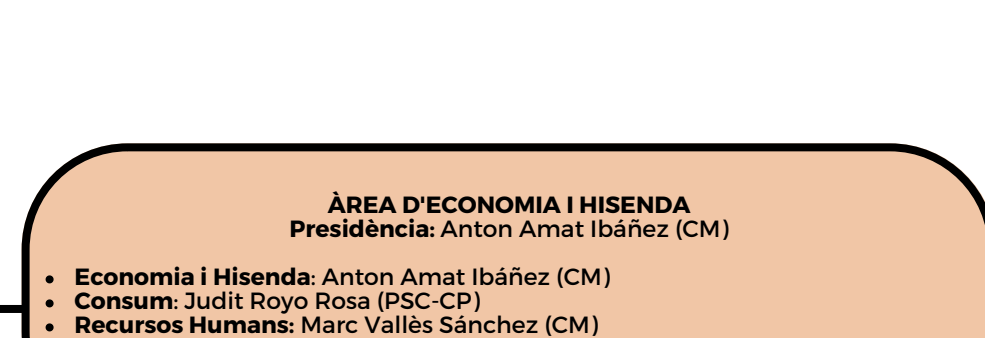 ÀREA D'ECONOMIA I HISENDA
Presidència: Anton Amat Ibáñez (CM)
• Economia i Hisenda: Anton Amat Ibáñez (CM)
• Consum: Judit Royo Rosa (PSC-CP)
• Recursos Humans: Marc Vallès Sánchez (CM)